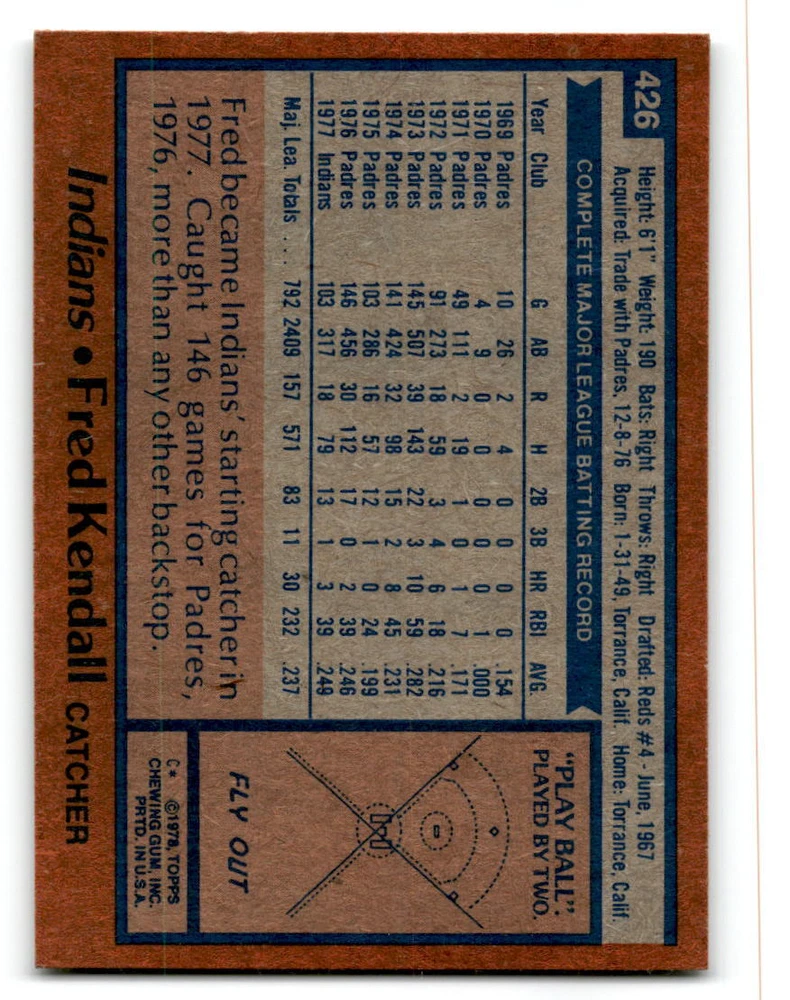 426
Height: 6'1" Weight: 190 Bats: Right Throws: Right Drafted: Reds #4 - June, 1967
Acquired: Trade with Padres, 12-8-76 Born: 1-31-49, Torrance, Calif. Home: Torrance, Calif.
COMPLETE MAJOR LEAGUE BATTING RECORD
Year Club G AB R H 2B 3B HR RBI AVG.
1969 Padres 10 26 2 4 0 0 0 0 .154
1970 Padres 4 9 0 0 0 0 0 1 .000
1971 Padres 49 111 2 19 1 0 1 7 .171
1972 Padres 91 273 18 59 3 4 6 18 .216
1973 Padres 145 507 39 143 22 3 10 59 .282
1974 Padres 141 424 32 98 15 2 8 45 .231
1975 Padres 103 286 16 57 12 1 0 24 .199
1976 Padres 146 456 30 112 17 0 2 39 .246
1977 Indians 103 317 18 79 13 1 3 39 .249
Maj. Lea. Totals ... 792 2409 157 571 83 11 30 232 .237
Fred became Indians' starting catcher in
1977. Caught 146 games for Padres,
1976, more than any other backstop.
"PLAY BALL".
PLAYED BY TWO.
FLY OUT
C* ©1978, TOPPS
CHEWING GUM, INC.
PRTD. IN U.S.A.
Indians • Fred Kendall CATCHER